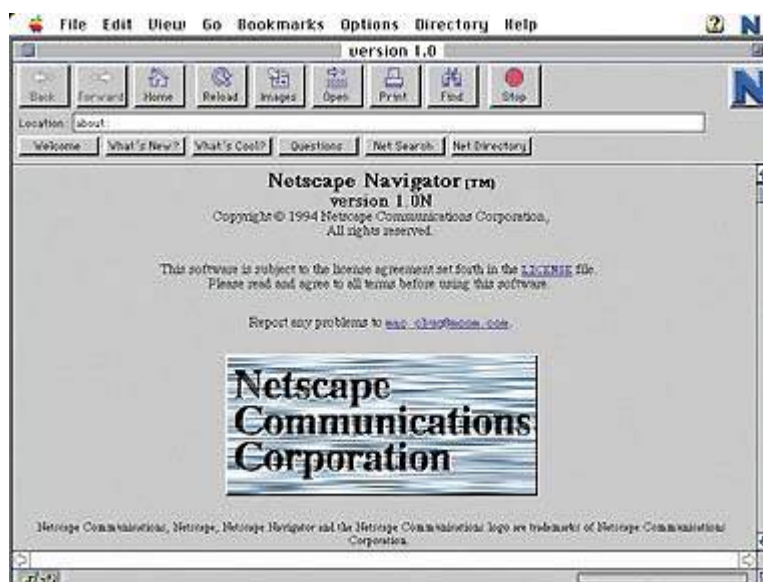 File Edit View Go Bookmarks Options Directory Help
version 1.0
Back Forward Home Reload Images Open Print Find Stop
Location: about:
Welcome What's New? What's Cool? Questions Net Search Net Directory
Netscape Navigator (TM)
version 1.0N
Copyright © 1994 Netscape Communications Corporation,
All rights reserved.
This software is subject to the license agreement set forth in the LICENSE file.
Please read and agree to all terms before using this software.
Report any problems to
Netscape
Communications
Corporation
Netscape Communications, Netscape, Netscape Navigator and the Netscape Communications logo are trademarks of Netscape Communications
Corporation.